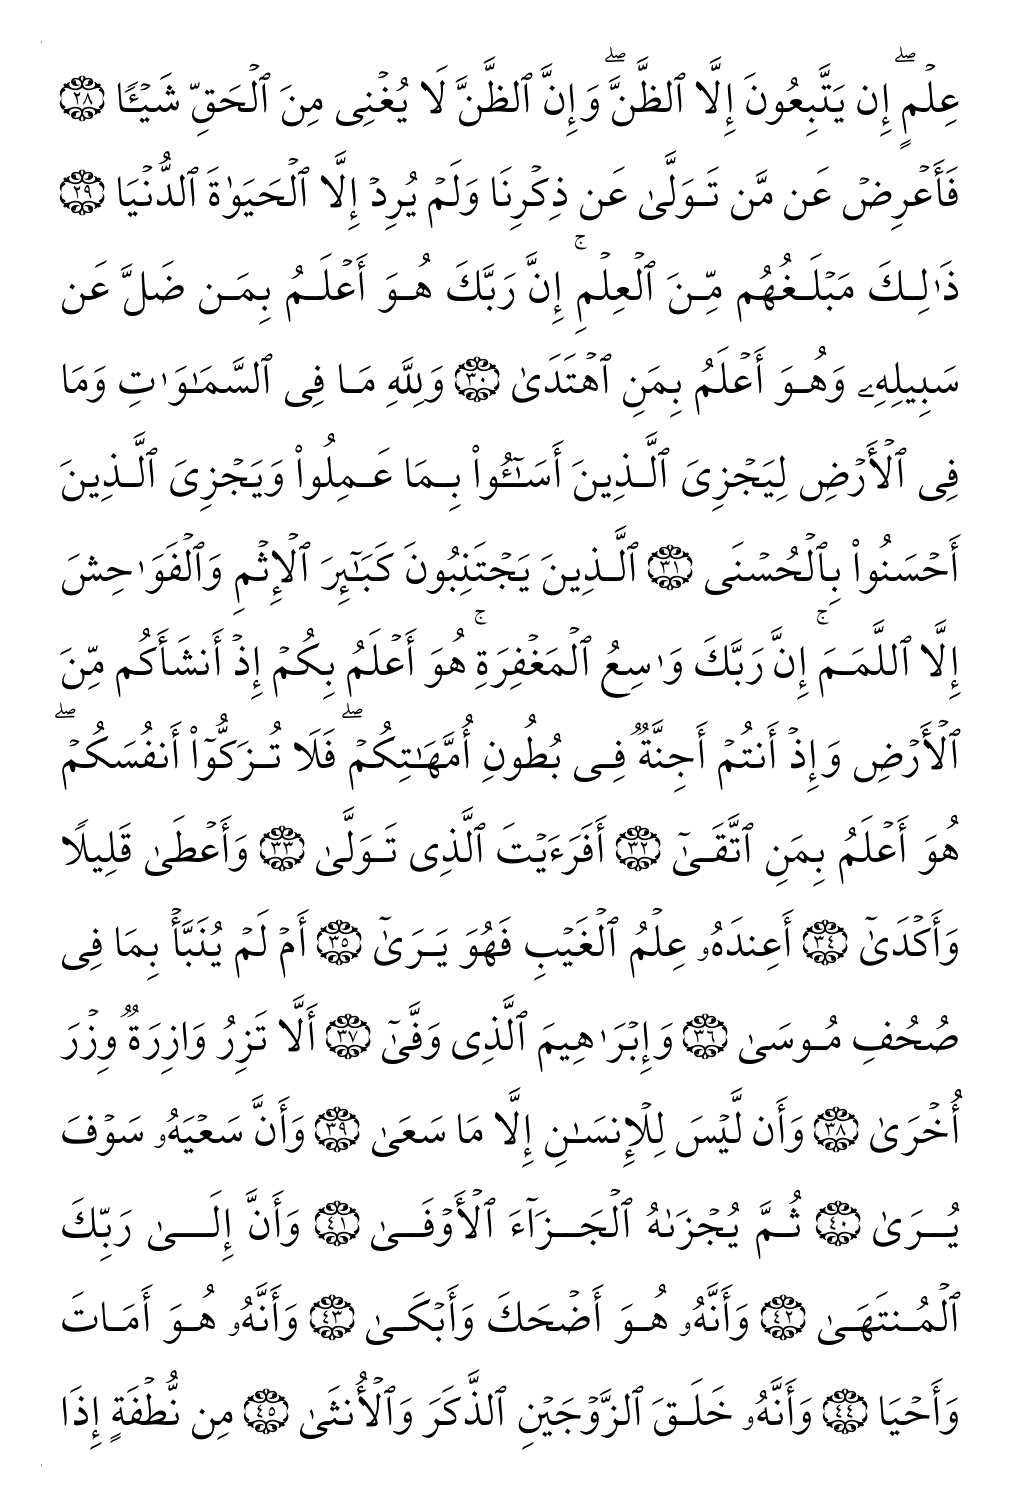 عِلۡمٍۖ إِن يَتَّبِعُونَ إِلَّا ٱلظَّنَّۖ وَإِنَّ ٱلظَّنَّ لَا يُغۡنِى مِنَ ٱلۡحَقِّ شَيۡـًٔا ٢٨
فَأَعۡرِضۡ عَن مَّن تَوَلَّىٰ عَن ذِكۡرِنَا وَلَمۡ يُرِدۡ إِلَّا ٱلۡحَيَوٰةَ ٱلدُّنۡيَا ٢٩
ذَٰلِكَ مَبۡلَغُهُم مِّنَ ٱلۡعِلۡمِۚ إِنَّ رَبَّكَ هُوَ أَعۡلَمُ بِمَن ضَلَّ عَن
سَبِيلِهِۦ وَهُوَ أَعۡلَمُ بِمَنِ ٱهۡتَدَىٰ ٣٠ وَلِلَّهِ مَا فِى ٱلسَّمَـٰوَٰتِ وَمَا
فِى ٱلۡأَرۡضِ لِيَجۡزِىَ ٱلَّذِينَ أَسَـٰٓـُٔوا۟ بِمَا عَمِلُوا۟ وَيَجۡزِىَ ٱلَّذِينَ
أَحۡسَنُوا۟ بِٱلۡحُسۡنَى ٣١ ٱلَّذِينَ يَجۡتَنِبُونَ كَبَـٰٓئِرَ ٱلۡإِثۡمِ وَٱلۡفَوَٰحِشَ
إِلَّا ٱللَّمَمَۚ إِنَّ رَبَّكَ وَٰسِعُ ٱلۡمَغۡفِرَةِۚ هُوَ أَعۡلَمُ بِكُمۡ إِذۡ أَنشَأَكُم مِّنَ
ٱلۡأَرۡضِ وَإِذۡ أَنتُمۡ أَجِنَّةٌ فِى بُطُونِ أُمَّهَـٰتِكُمۡۖ فَلَا تُزَكُّوٓا۟ أَنفُسَكُمۡۖ
هُوَ أَعۡلَمُ بِمَنِ ٱتَّقَىٰٓ ٣٢ أَفَرَءَيۡتَ ٱلَّذِى تَوَلَّىٰ ٣٣ وَأَعۡطَىٰ قَلِيلًا
وَأَكۡدَىٰٓ ٣٤ أَعِندَهُۥ عِلۡمُ ٱلۡغَيۡبِ فَهُوَ يَرَىٰٓ ٣٥ أَمۡ لَمۡ يُنَبَّأۡ بِمَا فِى
صُحُفِ مُوسَىٰ ٣٦ وَإِبۡرَٰهِيمَ ٱلَّذِى وَفَّىٰٓ ٣٧ أَلَّا تَزِرُ وَازِرَةٌ وِزۡرَ
أُخۡرَىٰ ٣٨ وَأَن لَّيۡسَ لِلۡإِنسَـٰنِ إِلَّا مَا سَعَىٰ ٣٩ وَأَنَّ سَعۡيَهُۥ سَوۡفَ
يُرَىٰ ٤٠ ثُمَّ يُجۡزَىٰهُ ٱلۡجَزَآءَ ٱلۡأَوۡفَىٰ ٤١ وَأَنَّ إِلَىٰ رَبِّكَ
ٱلۡمُنتَهَىٰ ٤٢ وَأَنَّهُۥ هُوَ أَضۡحَكَ وَأَبۡكَىٰ ٤٣ وَأَنَّهُۥ هُوَ أَمَاتَ
وَأَحۡيَا ٤٤ وَأَنَّهُۥ خَلَقَ ٱلزَّوۡجَيۡنِ ٱلذَّكَرَ وَٱلۡأُنثَىٰ ٤٥ مِن نُّطۡفَةٍ إِذَا